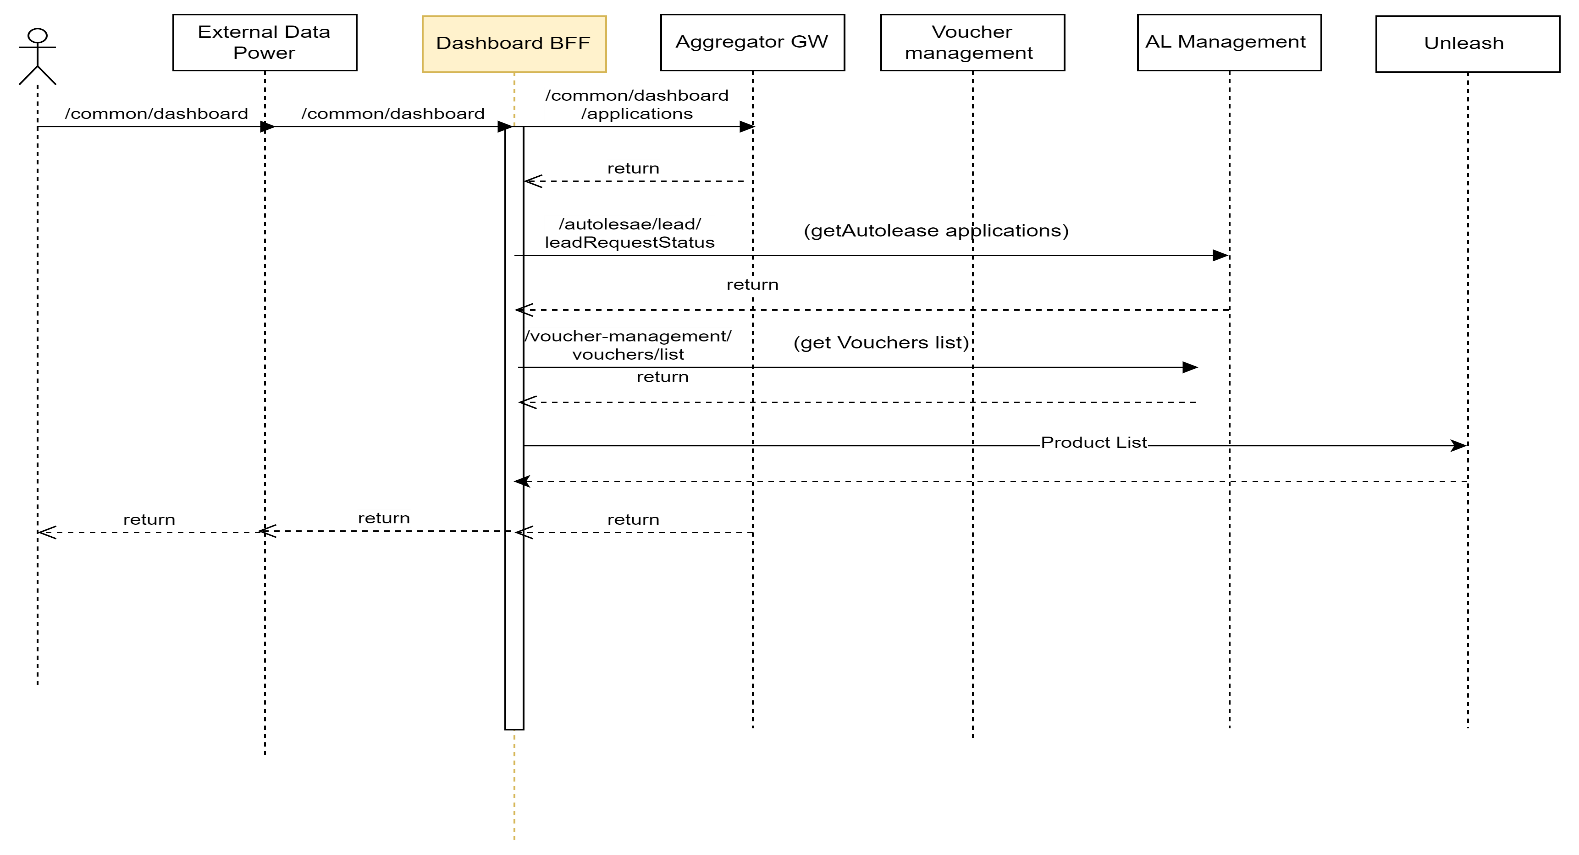 External Data
Power
Dashboard BFF
Aggregator GW
Voucher
management
AL Management
Unleash
/common/dashboard
/common/dashboard
/common/dashboard
/applications
return
/autolesae/lead/
leadRequestStatus
(getAutolease applications)
return
/voucher-management/
vouchers/list
(get Vouchers list)
return
Product List
return
return
return